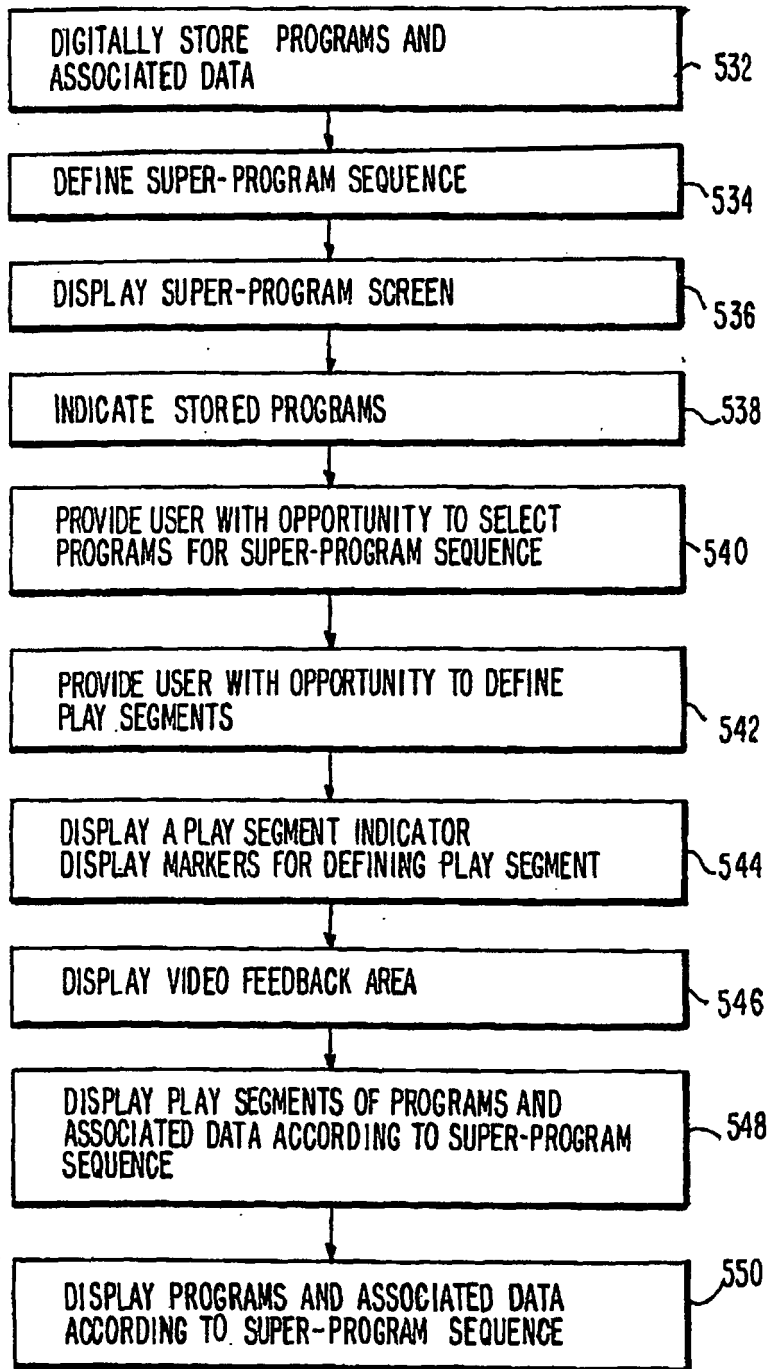 DIGITALLY STORE PROGRAMS AND
ASSOCIATED DATA
532
DEFINE SUPER-PROGRAM SEQUENCE
534
DISPLAY SUPER-PROGRAM SCREEN
536
INDICATE STORED PROGRAMS
538
PROVIDE USER WITH OPPORTUNITY TO SELECT
PROGRAMS FOR SUPER-PROGRAM SEQUENCE
540
PROVIDE USER WITH OPPORTUNITY TO DEFINE
PLAY SEGMENTS
542
DISPLAY A PLAY SEGMENT INDICATOR
DISPLAY MARKERS FOR DEFINING PLAY SEGMENT
544
DISPLAY VIDEO FEEDBACK AREA
546
DISPLAY PLAY SEGMENTS OF PROGRAMS AND
ASSOCIATED DATA ACCORDING TO SUPER-PROGRAM
SEQUENCE
548
DISPLAY PROGRAMS AND ASSOCIATED DATA
ACCORDING TO SUPER-PROGRAM SEQUENCE
550